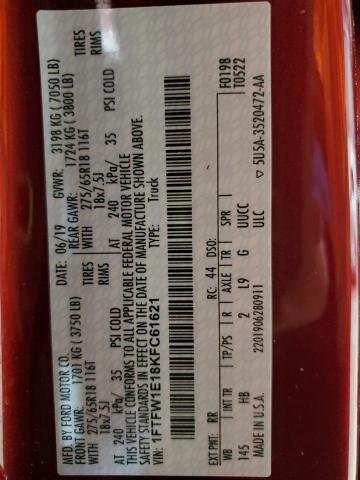 MFD. BY FORD MOTOR CO.
DATE: 06/19 GVWR: 3198 KG ( 7050 LB)
FRONT GAWR: 1701 KG ( 3750 LB) REAR GAWR: 1724 KG ( 3800 LB)
WITH 275/65R18 116T TIRES WITH 275/65R18 116T TIRES
18x7.5J RIMS 18x7.5J RIMS
AT 240 kPa/ 35 PSI COLD AT 240 kPa/ 35 PSI COLD
THIS VEHICLE CONFORMS TO ALL APPLICABLE FEDERAL MOTOR VEHICLE
SAFETY STANDARDS IN EFFECT ON THE DATE OF MANUFACTURE SHOWN ABOVE.
VIN: 1FTFW1E18KFC61621
TYPE: Truck
F0198
T0522
EXT PNT: RR RC: 44 DSO:
WB INT TR TP/PS R AXLE TR SPR
145 HB 2 L9 G UUCC
MADE IN U.S.A. 2201906280911 ULC ▽ 5U5A-3520472-AA